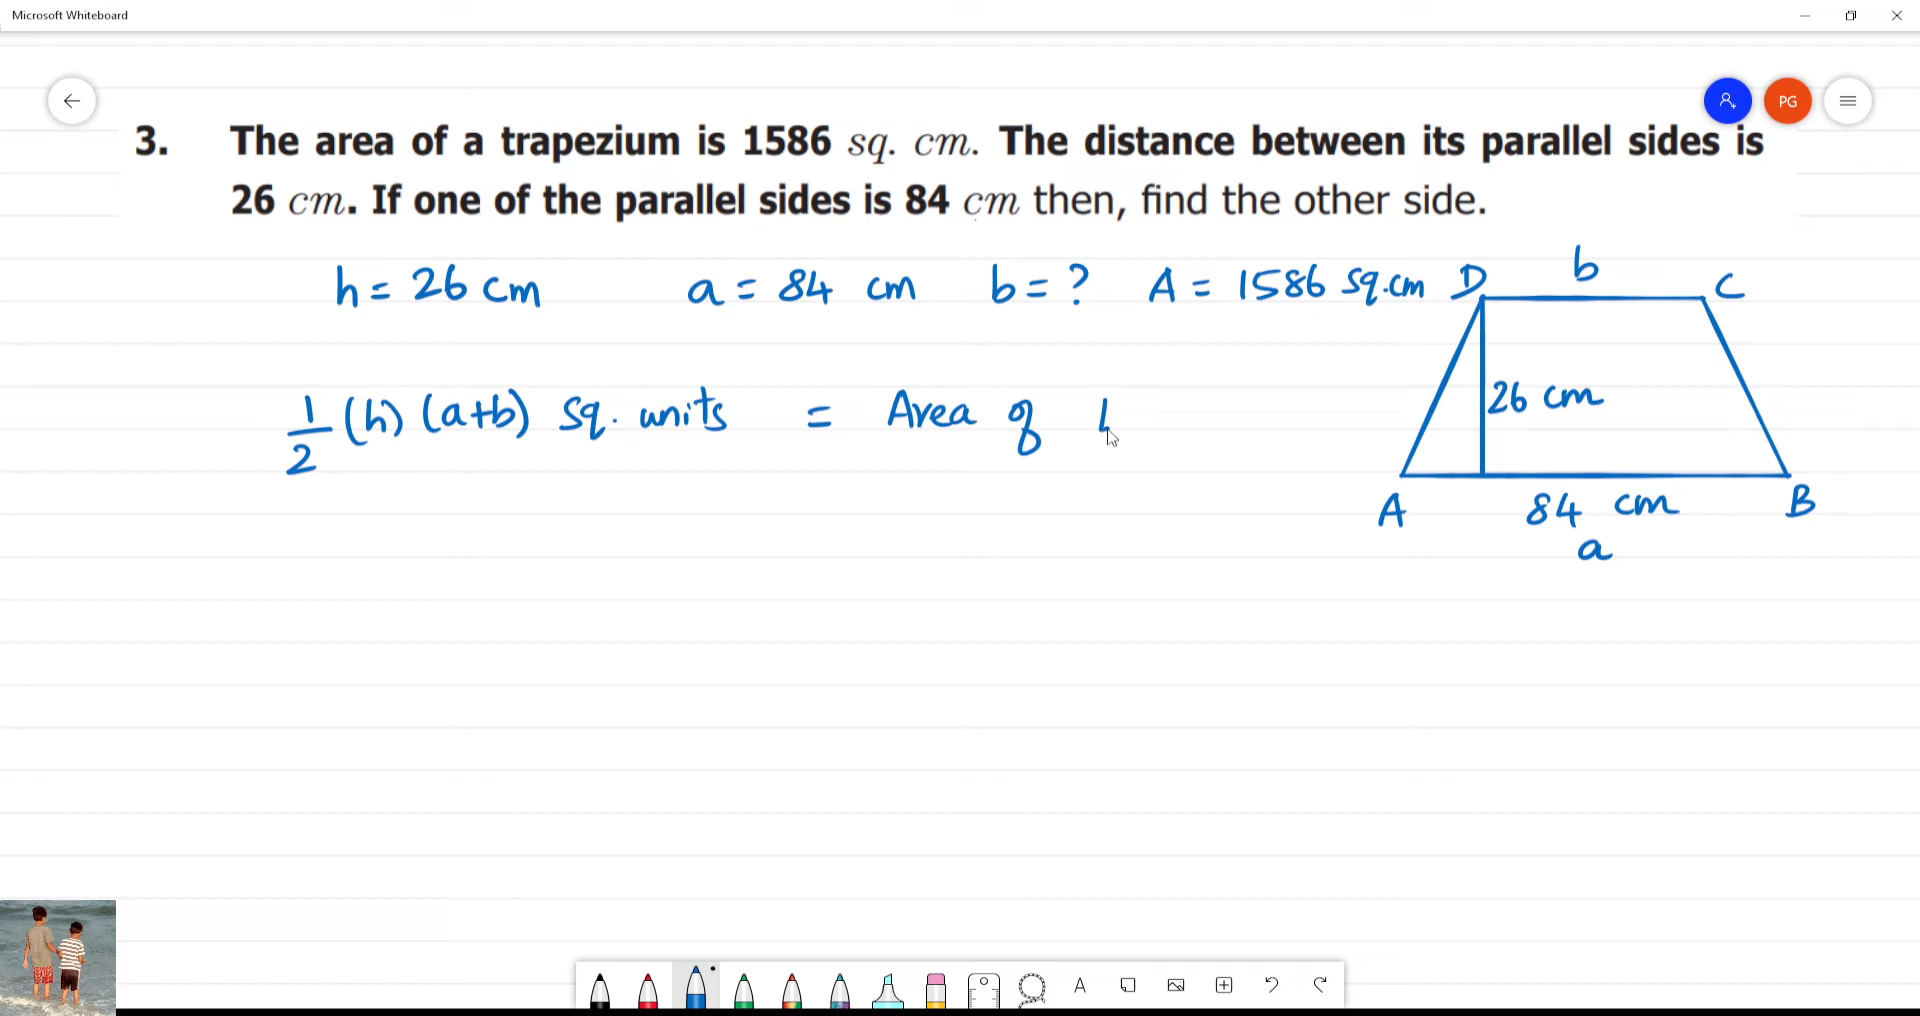 Microsoft Whiteboard
PG
3. The area of a trapezium is 1586 sq. cm. The distance between its parallel sides is
26 cm. If one of the parallel sides is 84 cm then, find the other side.
h = 26 cm a = 84 cm b = ? A = 1586 sq.cm
D b C
1/2 (h) (a+b) sq. units = Area of
26 cm
A 84 cm B
a
A